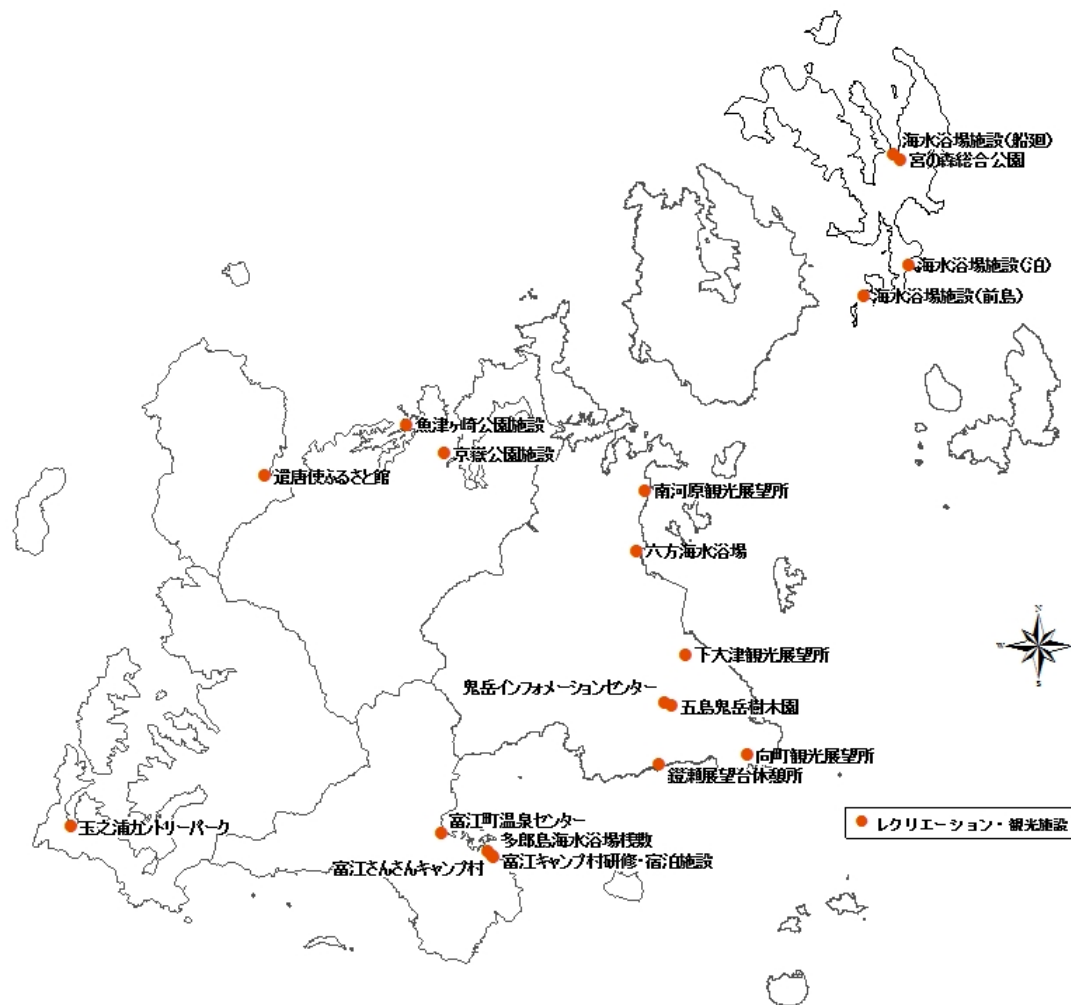 海水浴場施設(船廻)
宮の森総合公園
海水浴場施設(泊)
海水浴場施設(前島)
魚津ヶ崎公園施設
京嶽公園施設
遣唐使ふるさと館
南河原観光展望所
六方海水浴場
N
W
S
下大津観光展望所
鬼岳インフォメーションセンター
五島鬼岳樹木園
向町観光展望所
鐙瀬展望台休憩所
富江町温泉センター
玉之浦カントリーパーク
レクリエーション・観光施設
多郎島海水浴場桟敷
富江さんさんキャンプ村
富江キャンプ村研修・宿泊施設